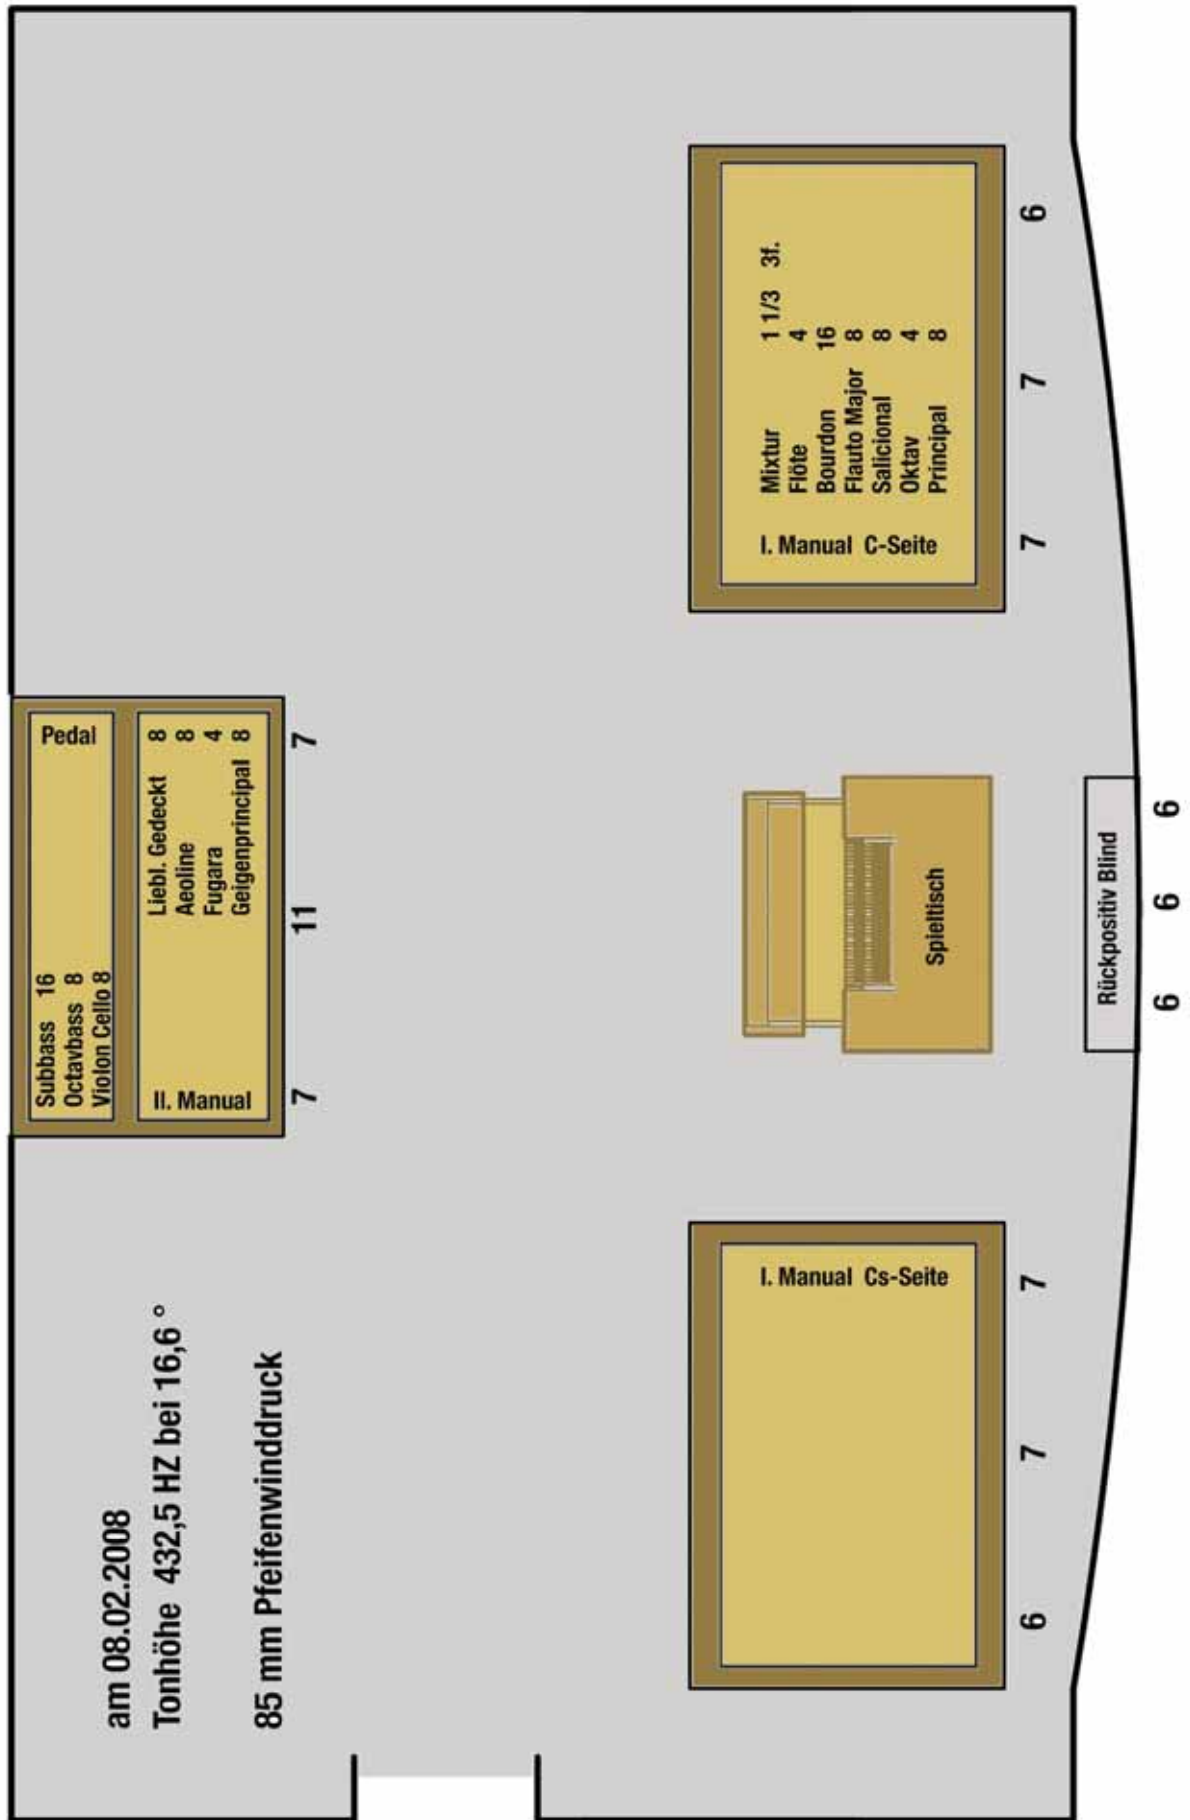 am 08.02.2008
Tonhöhe 432,5 HZ bei 16,6 °
85 mm Pfeifenwinddruck
Subbass 16 Pedal
Octavbass 8
Violon Cello 8
II. Manual
Liebl. Gedeckt 8
Aeoline 8
Fugara 4
Geigenprincipal 8
7 11 7
I. Manual Cs-Seite
6 7 7
Spieltisch
I. Manual C-Seite
Mixtur 1 1/3 3f.
Flöte 4
Bourdon 16
Flauto Major 8
Salicional 8
Oktav 4
Principal 8
7 7 6
Rückpositiv Blind
6 6 6